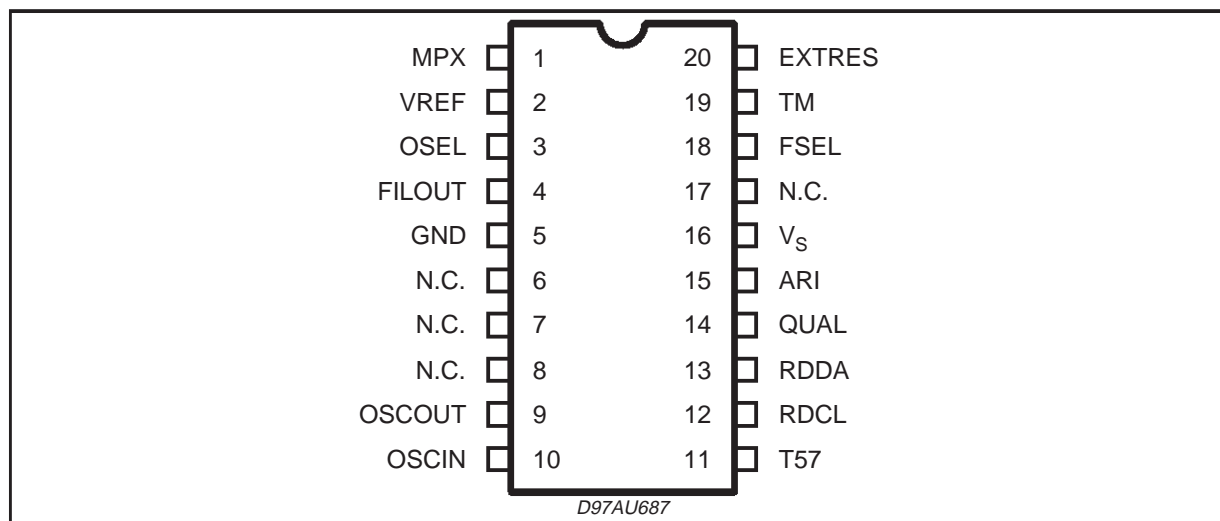 MPX 1 20 EXTRES
VREF 2 19 TM
OSEL 3 18 FSEL
FILOUT 4 17 N.C.
GND 5 16 VS
N.C. 6 15 ARI
N.C. 7 14 QUAL
N.C. 8 13 RDDA
OSCOUT 9 12 RDCL
OSCIN 10 11 T57
D97AU687